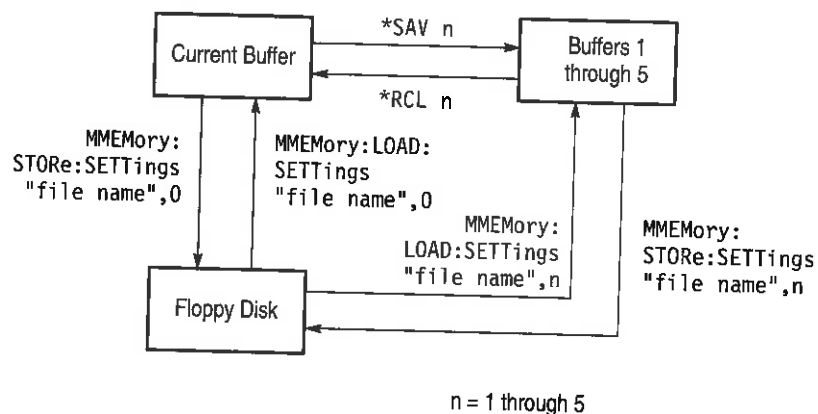 *SAV n
Current Buffer
Buffers 1
through 5
*RCL n
MMEMory:
STORe:SETTings
"file name",0
MMEMory:LOAD:
SETTings
"file name",0
MMEMory:
LOAD:SETTings
"file name",n
MMEMory:
STORe:SETTings
"file name",n
Floppy Disk
n = 1 through 5